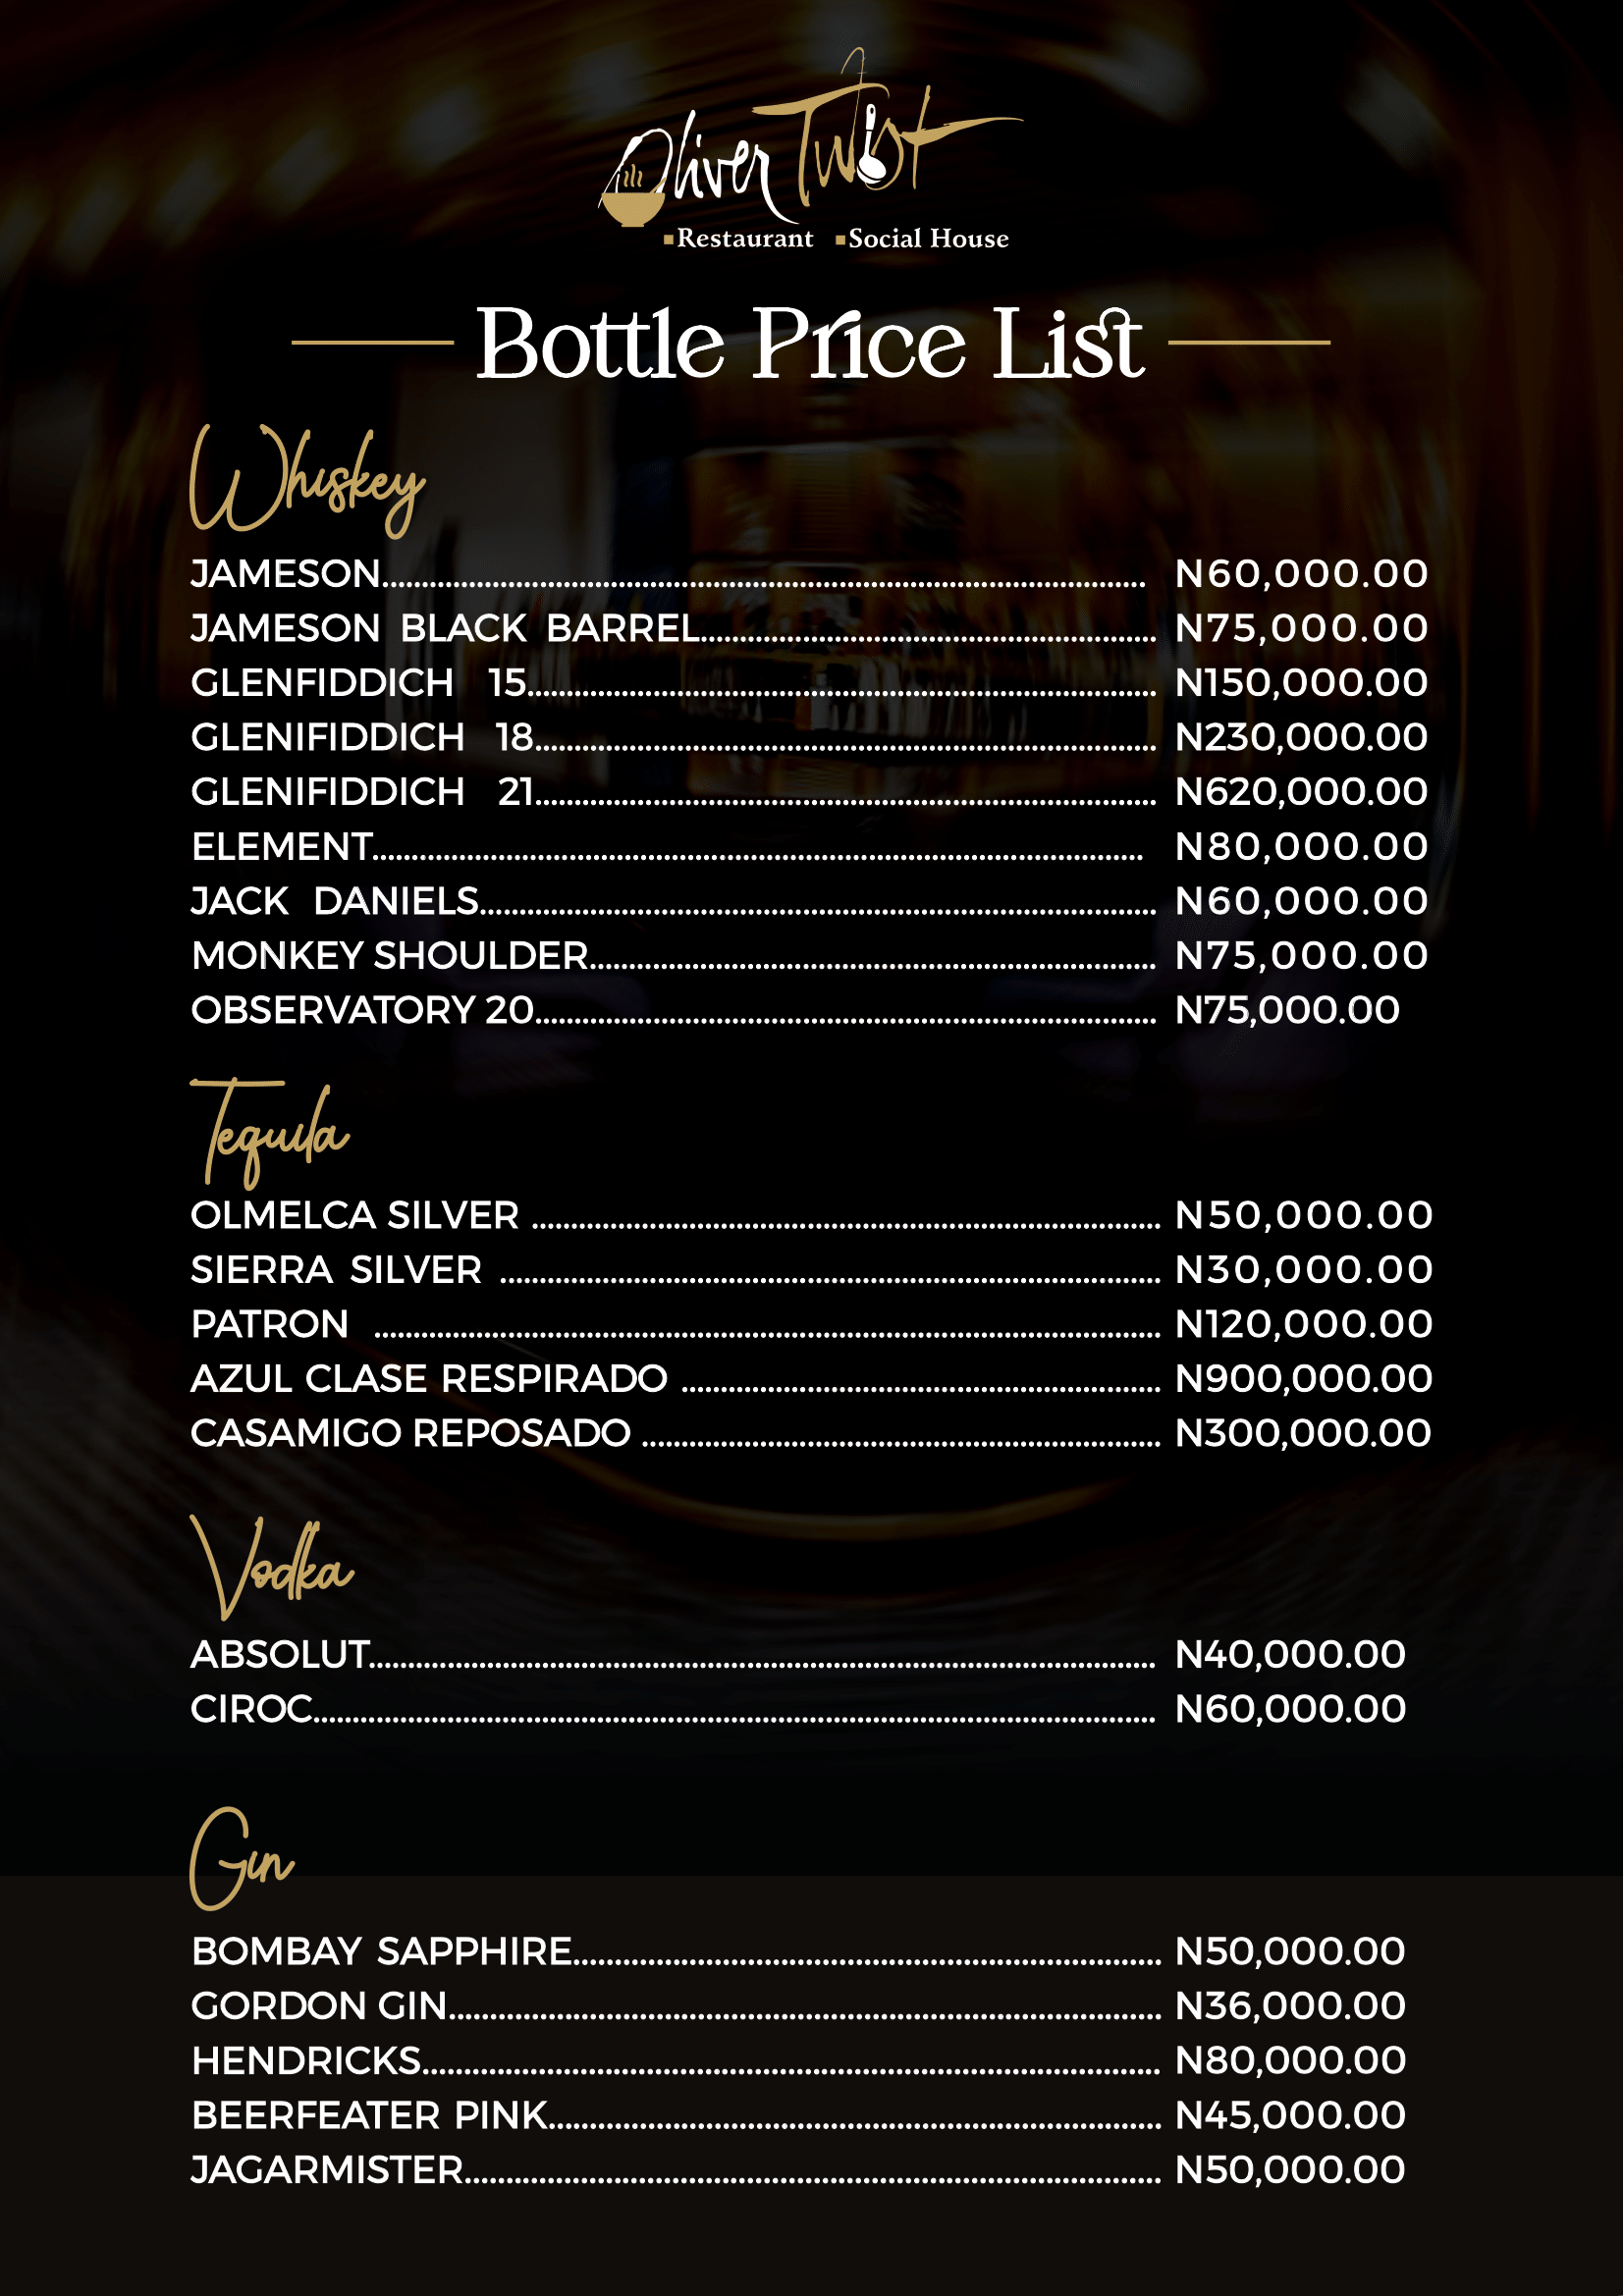 Oliver Twist
Restaurant Social House
Bottle Price List
Whiskey
JAMESON.................... N60,000.00
JAMESON BLACK BARREL.................... N75,000.00
GLENFIDDICH 15.................... N150,000.00
GLENIFIDDICH 18.................... N230,000.00
GLENIFIDDICH 21.................... N620,000.00
ELEMENT.................... N80,000.00
JACK DANIELS.................... N60,000.00
MONKEY SHOULDER.................... N75,000.00
OBSERVATORY 20.................... N75,000.00
Tequila
OLMELCA SILVER .................... N50,000.00
SIERRA SILVER .................... N30,000.00
PATRON .................... N120,000.00
AZUL CLASE RESPIRADO .................... N900,000.00
CASAMIGO REPOSADO .................... N300,000.00
Vodka
ABSOLUT.................... N40,000.00
CIROC.................... N60,000.00
Gin
BOMBAY SAPPHIRE.................... N50,000.00
GORDON GIN.................... N36,000.00
HENDRICKS.................... N80,000.00
BEERFEATER PINK.................... N45,000.00
JAGARMISTER.................... N50,000.00